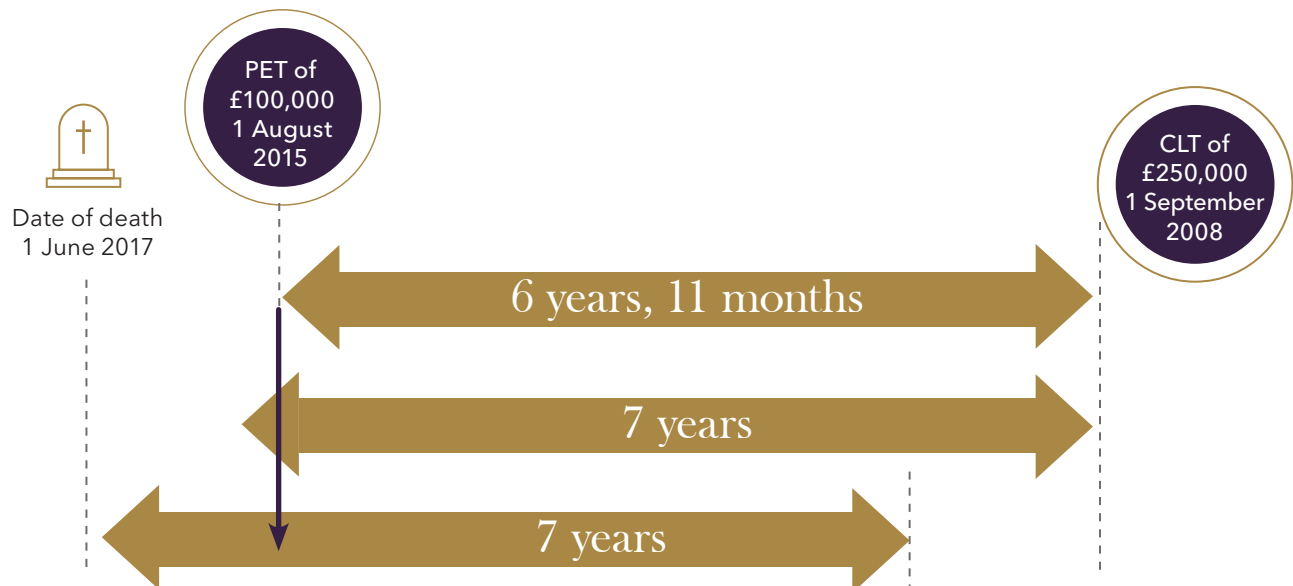 PET of
£100,000
1 August
2015
CLT of
£250,000
1 September
2008
Date of death
1 June 2017
6 years, 11 months
7 years
7 years